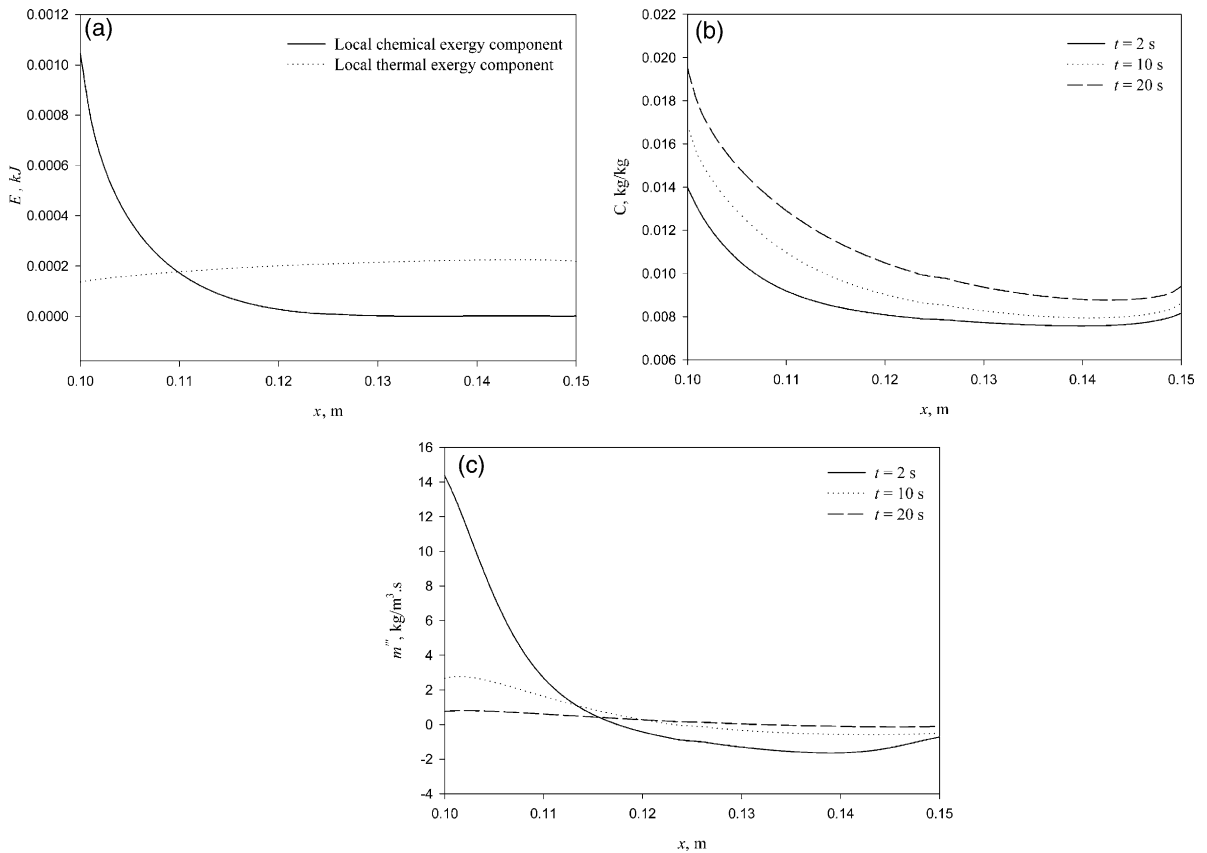 (a)
Local chemical exergy component
Local thermal exergy component
0.0012
0.0010
0.0008
0.0006
0.0004
0.0002
0.0000
E, kJ
0.10 0.11 0.12 0.13 0.14 0.15
x, m
(b)
t = 2 s
t = 10 s
t = 20 s
0.022
0.020
0.018
0.016
0.014
0.012
0.010
0.008
0.006
C, kg/kg
0.10 0.11 0.12 0.13 0.14 0.15
x, m
(c)
t = 2 s
t = 10 s
t = 20 s
16
14
12
10
8
6
4
2
0
-2
-4
m''', kg/m³.s
0.10 0.11 0.12 0.13 0.14 0.15
x, m